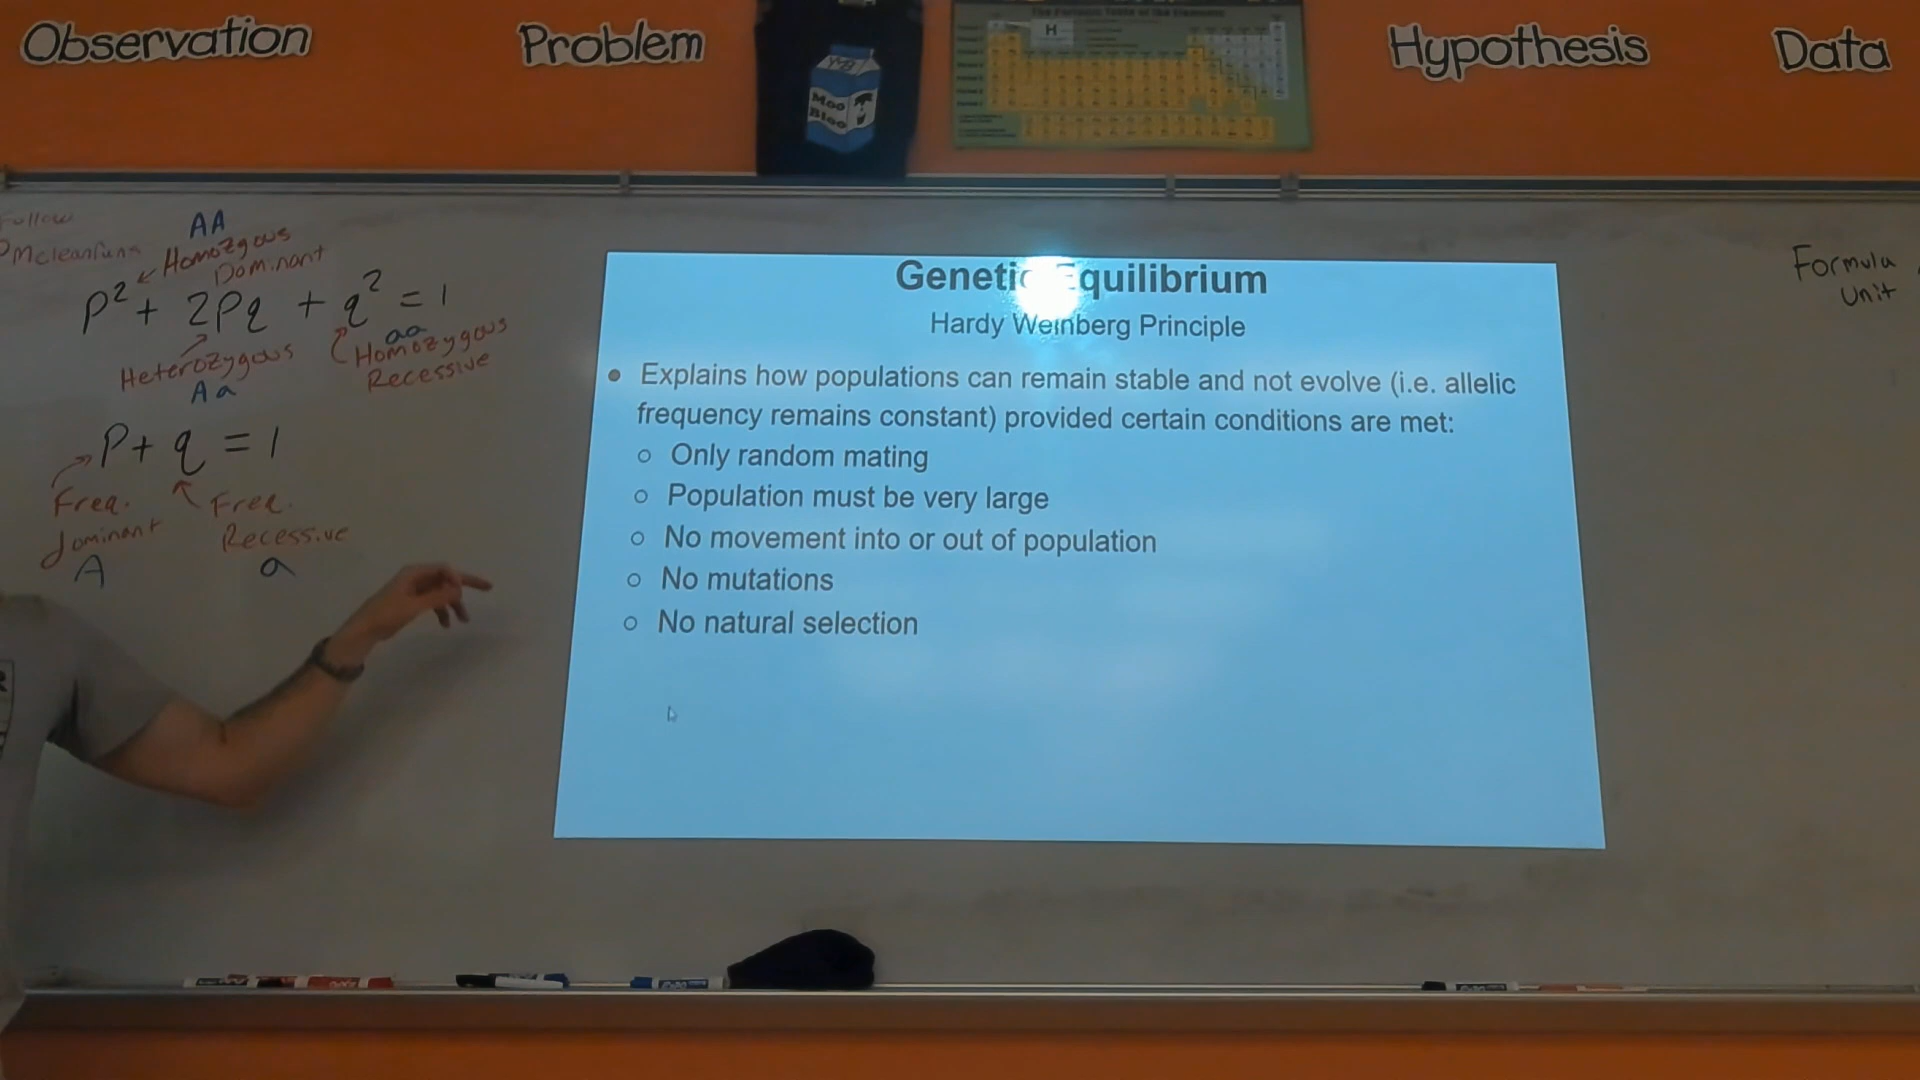 Observation
Problem
Hypothesis
Data
Moo
Bloo
H
Follow
AA
Homozygous
Dominant
p² + 2pq + q² = 1
Heterozygous
Aa
aa
Homozygous
Recessive
p + q = 1
Freq.
dominant
A
Freq.
Recessive
a
Genetic Equilibrium
Hardy Weinberg Principle
• Explains how populations can remain stable and not evolve (i.e. allelic
frequency remains constant) provided certain conditions are met:
○ Only random mating
○ Population must be very large
○ No movement into or out of population
○ No mutations
○ No natural selection
Formula
Unit